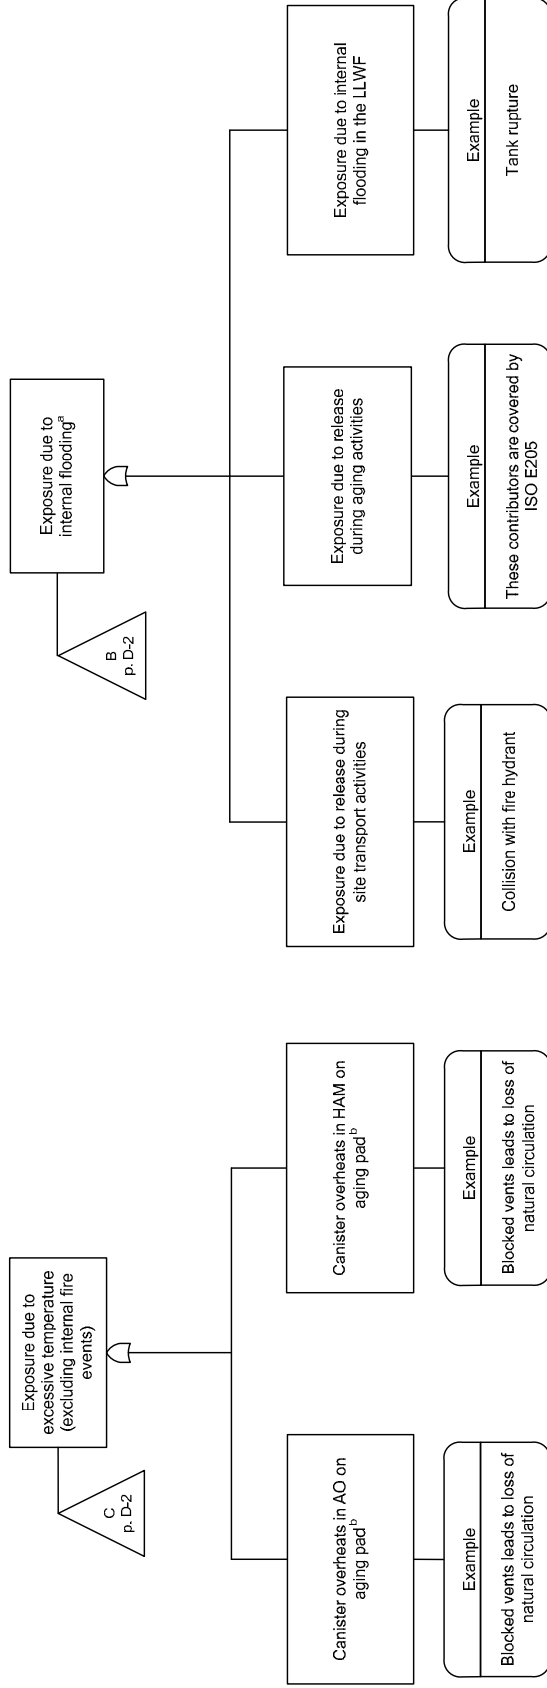 Exposure due to
excessive temperature
(excluding internal fire
events)
C
p. D-2
Canister overheats in AO on
aging pad^b
Example
Blocked vents leads to loss of
natural circulation
Canister overheats in HAM on
aging pad^b
Example
Blocked vents leads to loss of
natural circulation
Exposure due to
internal flooding^a
B
p. D-2
Exposure due to release during
site transport activities
Example
Collision with fire hydrant
Exposure due to release
during aging activities
Example
These contributors are covered by
ISO E205
Exposure due to internal
flooding in the LLWF
Example
Tank rupture